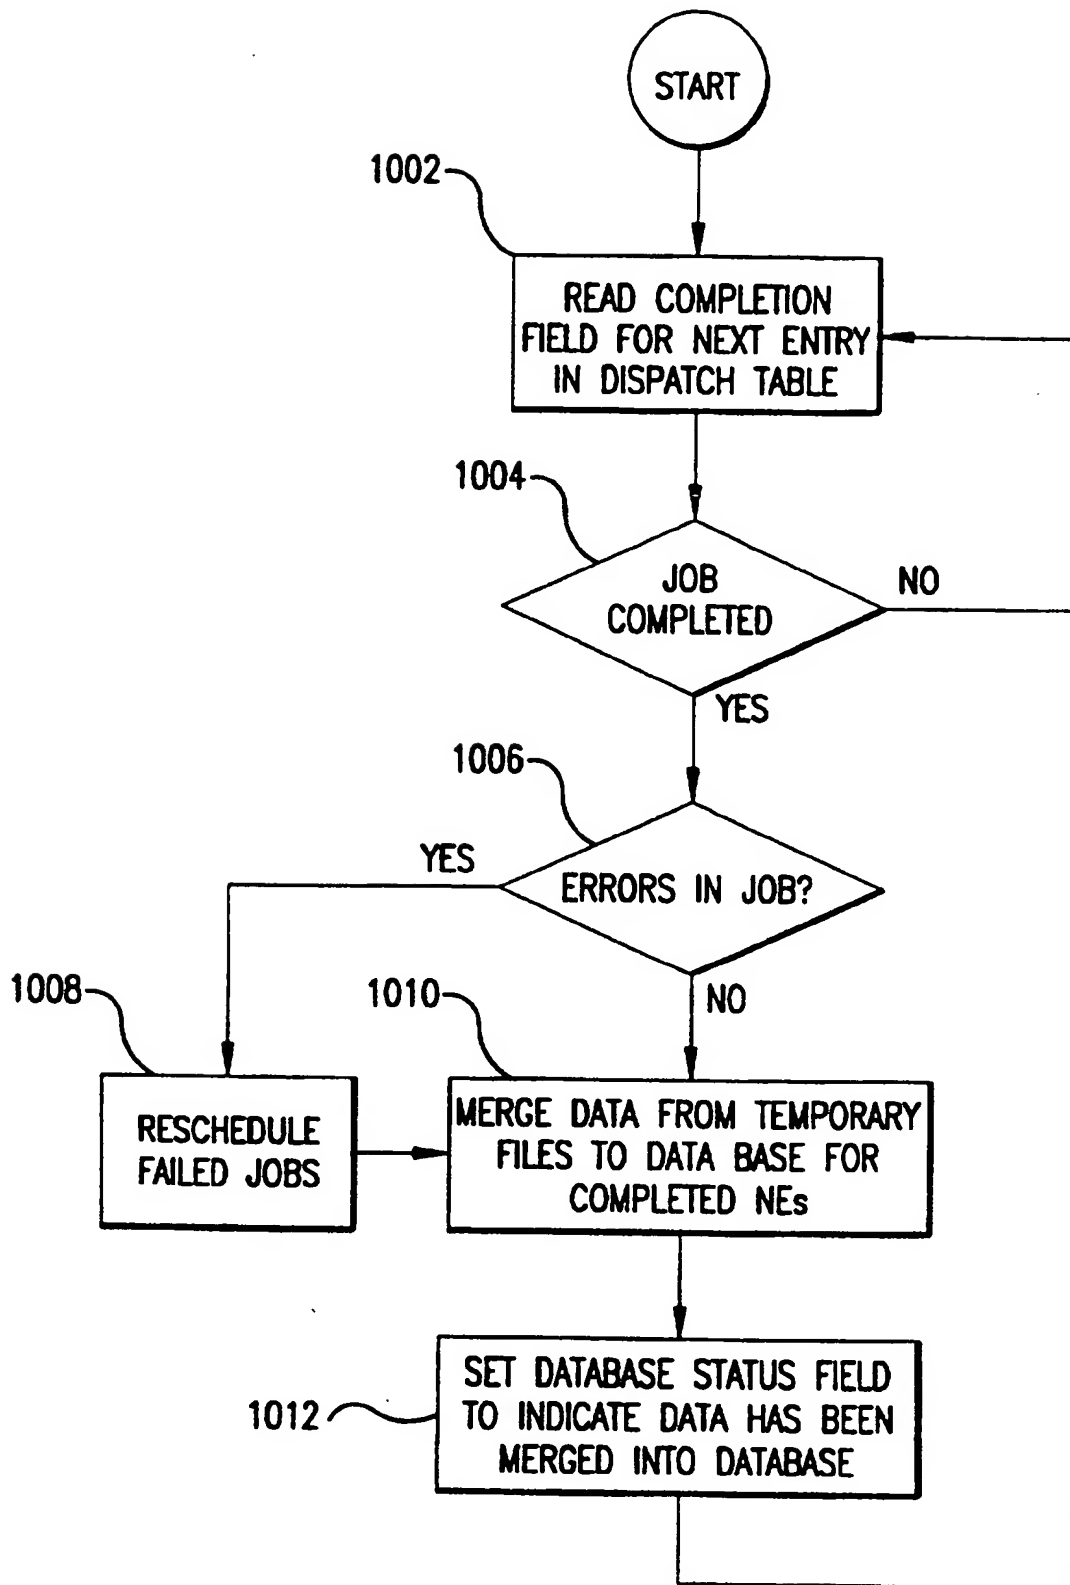 START
1002
READ COMPLETION
FIELD FOR NEXT ENTRY
IN DISPATCH TABLE
1004
JOB
COMPLETED
NO
YES
1006
ERRORS IN JOB?
YES
NO
1008
RESCHEDULE
FAILED JOBS
1010
MERGE DATA FROM TEMPORARY
FILES TO DATA BASE FOR
COMPLETED NEs
1012
SET DATABASE STATUS FIELD
TO INDICATE DATA HAS BEEN
MERGED INTO DATABASE